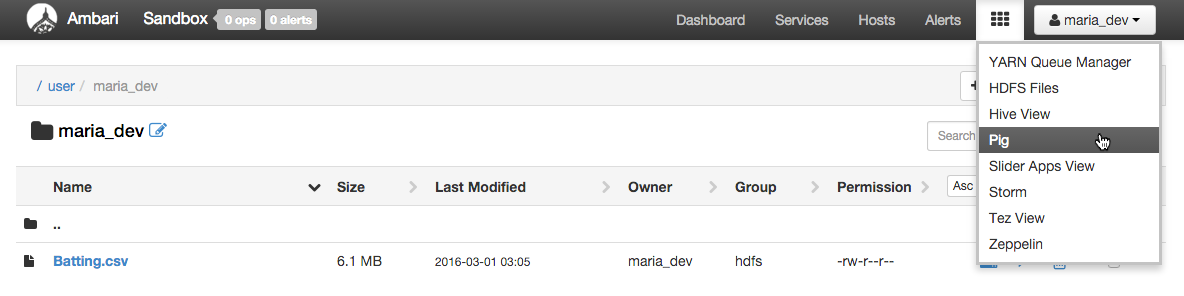 Ambari Sandbox 0 ops 0 alerts Dashboard Services Hosts Alerts maria_dev
/ user / maria_dev
maria_dev
Search
Name Size Last Modified Owner Group Permission Asc
..
Batting.csv 6.1 MB 2016-03-01 03:05 maria_dev hdfs -rw-r--r--
YARN Queue Manager
HDFS Files
Hive View
Pig
Slider Apps View
Storm
Tez View
Zeppelin